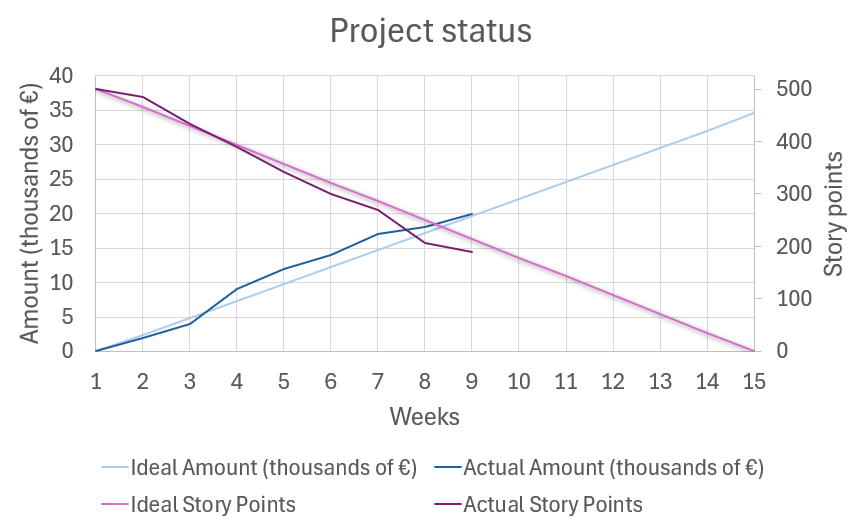 Project status
Amount (thousands of €)
40
35
30
25
20
15
10
5
0
500
400
300
200
100
0
Story points
1 2 3 4 5 6 7 8 9 10 11 12 13 14 15
Weeks
Ideal Amount (thousands of €) Actual Amount (thousands of €)
Ideal Story Points Actual Story Points